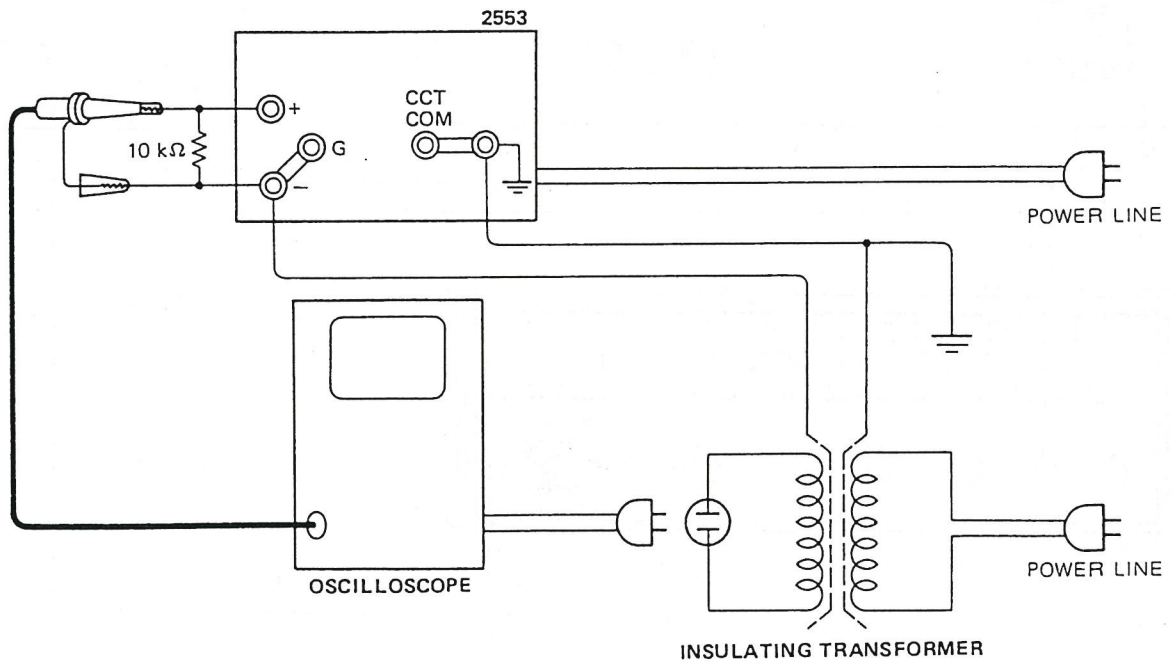 2553
+
CCT
COM
10 kΩ
G
−
POWER LINE
OSCILLOSCOPE
POWER LINE
INSULATING TRANSFORMER